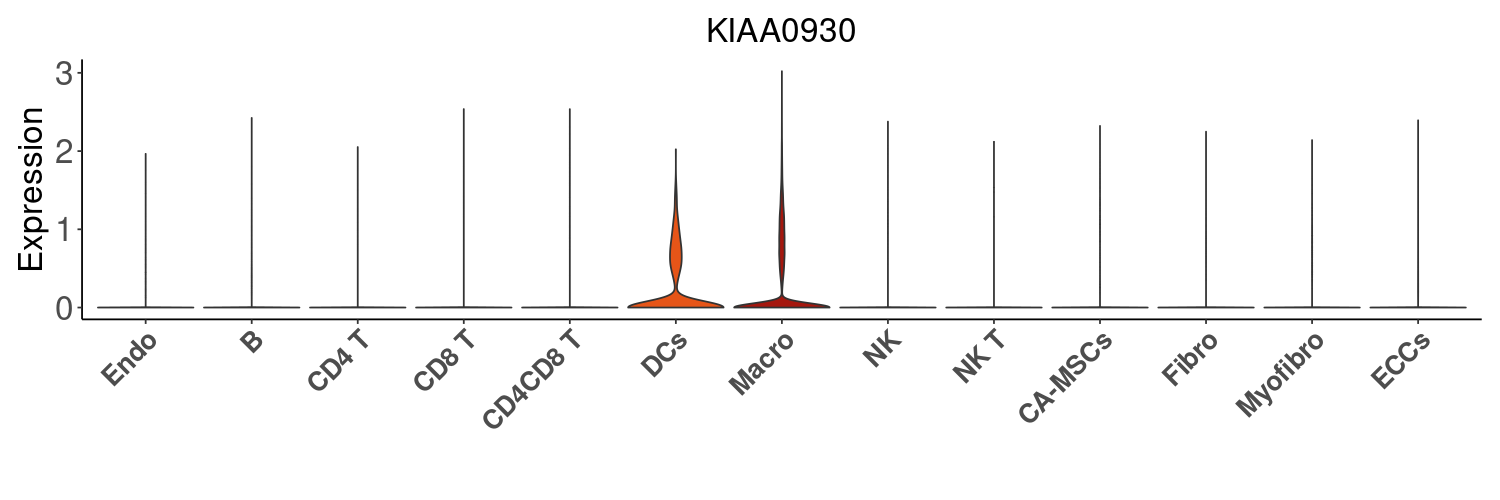 KIAA0930
Expression
3
2
1
0
Endo
B
CD4 T
CD8 T
CD4CD8 T
DCs
Macro
NK
NK T
CA-MSCs
Fibro
Myofibro
ECCs